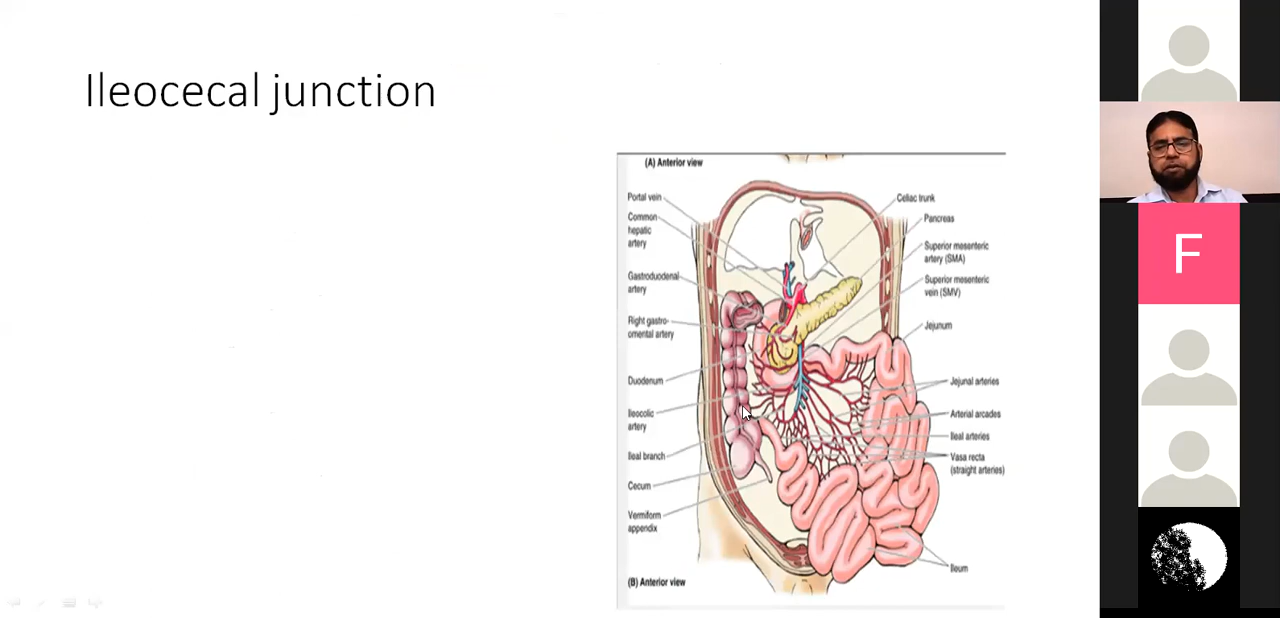 Ileocecal junction
(A) Anterior view
Portal vein
Common
hepatic
artery
Gastroduodenal
artery
Right gastro-
omental artery
Duodenum
Ileocolic
artery
Ileal branch
Cecum
Vermiform
appendix
(B) Anterior view
Celiac trunk
Pancreas
Superior mesenteric
artery (SMA)
Superior mesenteric
vein (SMV)
Jejunum
Jejunal arteries
Arterial arcades
Ileal arteries
Vasa recta
(straight arteries)
Ileum
F